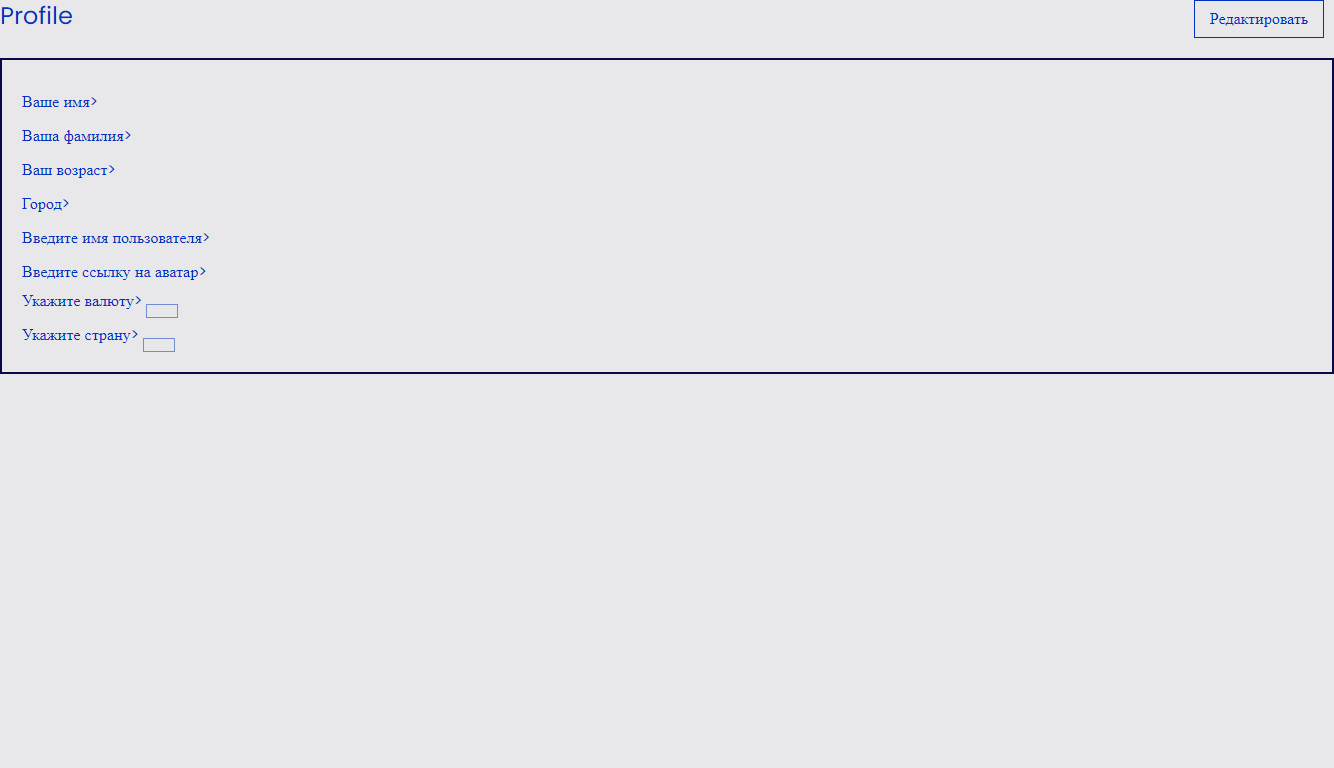 Profile
Редактировать
Ваше имя>
Ваша фамилия>
Ваш возраст>
Город>
Введите имя пользователя>
Введите ссылку на аватар>
Укажите валюту>
Укажите страну>